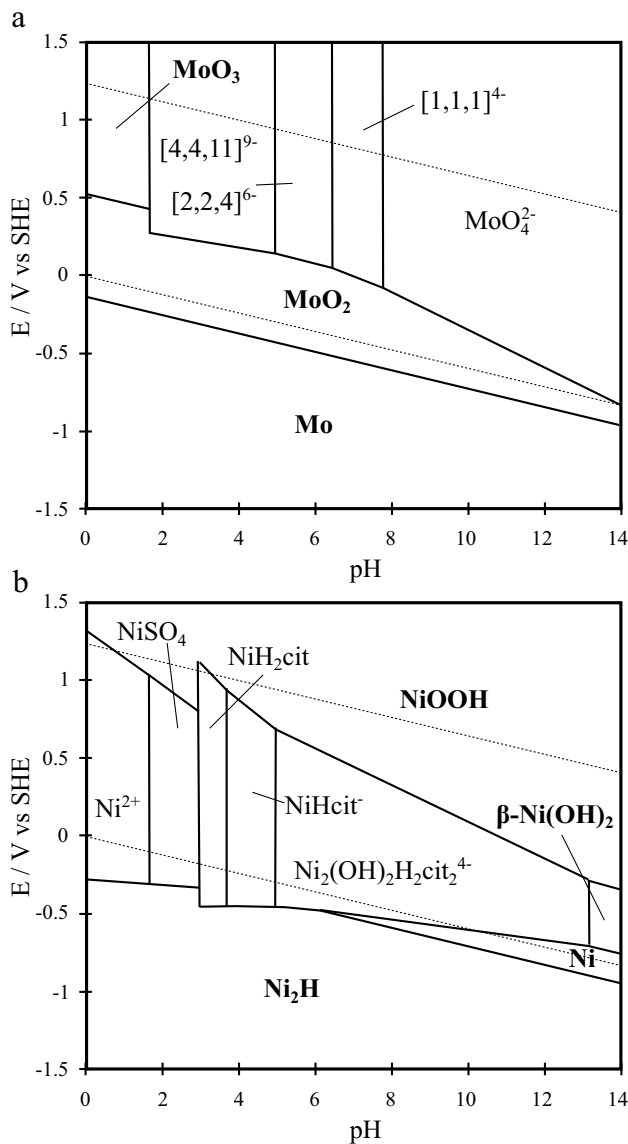 a
1.5
1
0.5
0
-0.5
-1
-1.5
E / V vs SHE
MoO₃
[1,1,1]⁴⁻
[4,4,11]⁹⁻
[2,2,4]⁶⁻
MoO₄²⁻
MoO₂
Mo
0 2 4 6 8 10 12 14
pH
b
1.5
1
0.5
0
-0.5
-1
-1.5
E / V vs SHE
NiSO₄
NiH₂cit
NiOOH
Ni²⁺
NiHcit⁻
β-Ni(OH)₂
Ni₂(OH)₂H₂cit₂⁴⁻
Ni
Ni₂H
0 2 4 6 8 10 12 14
pH